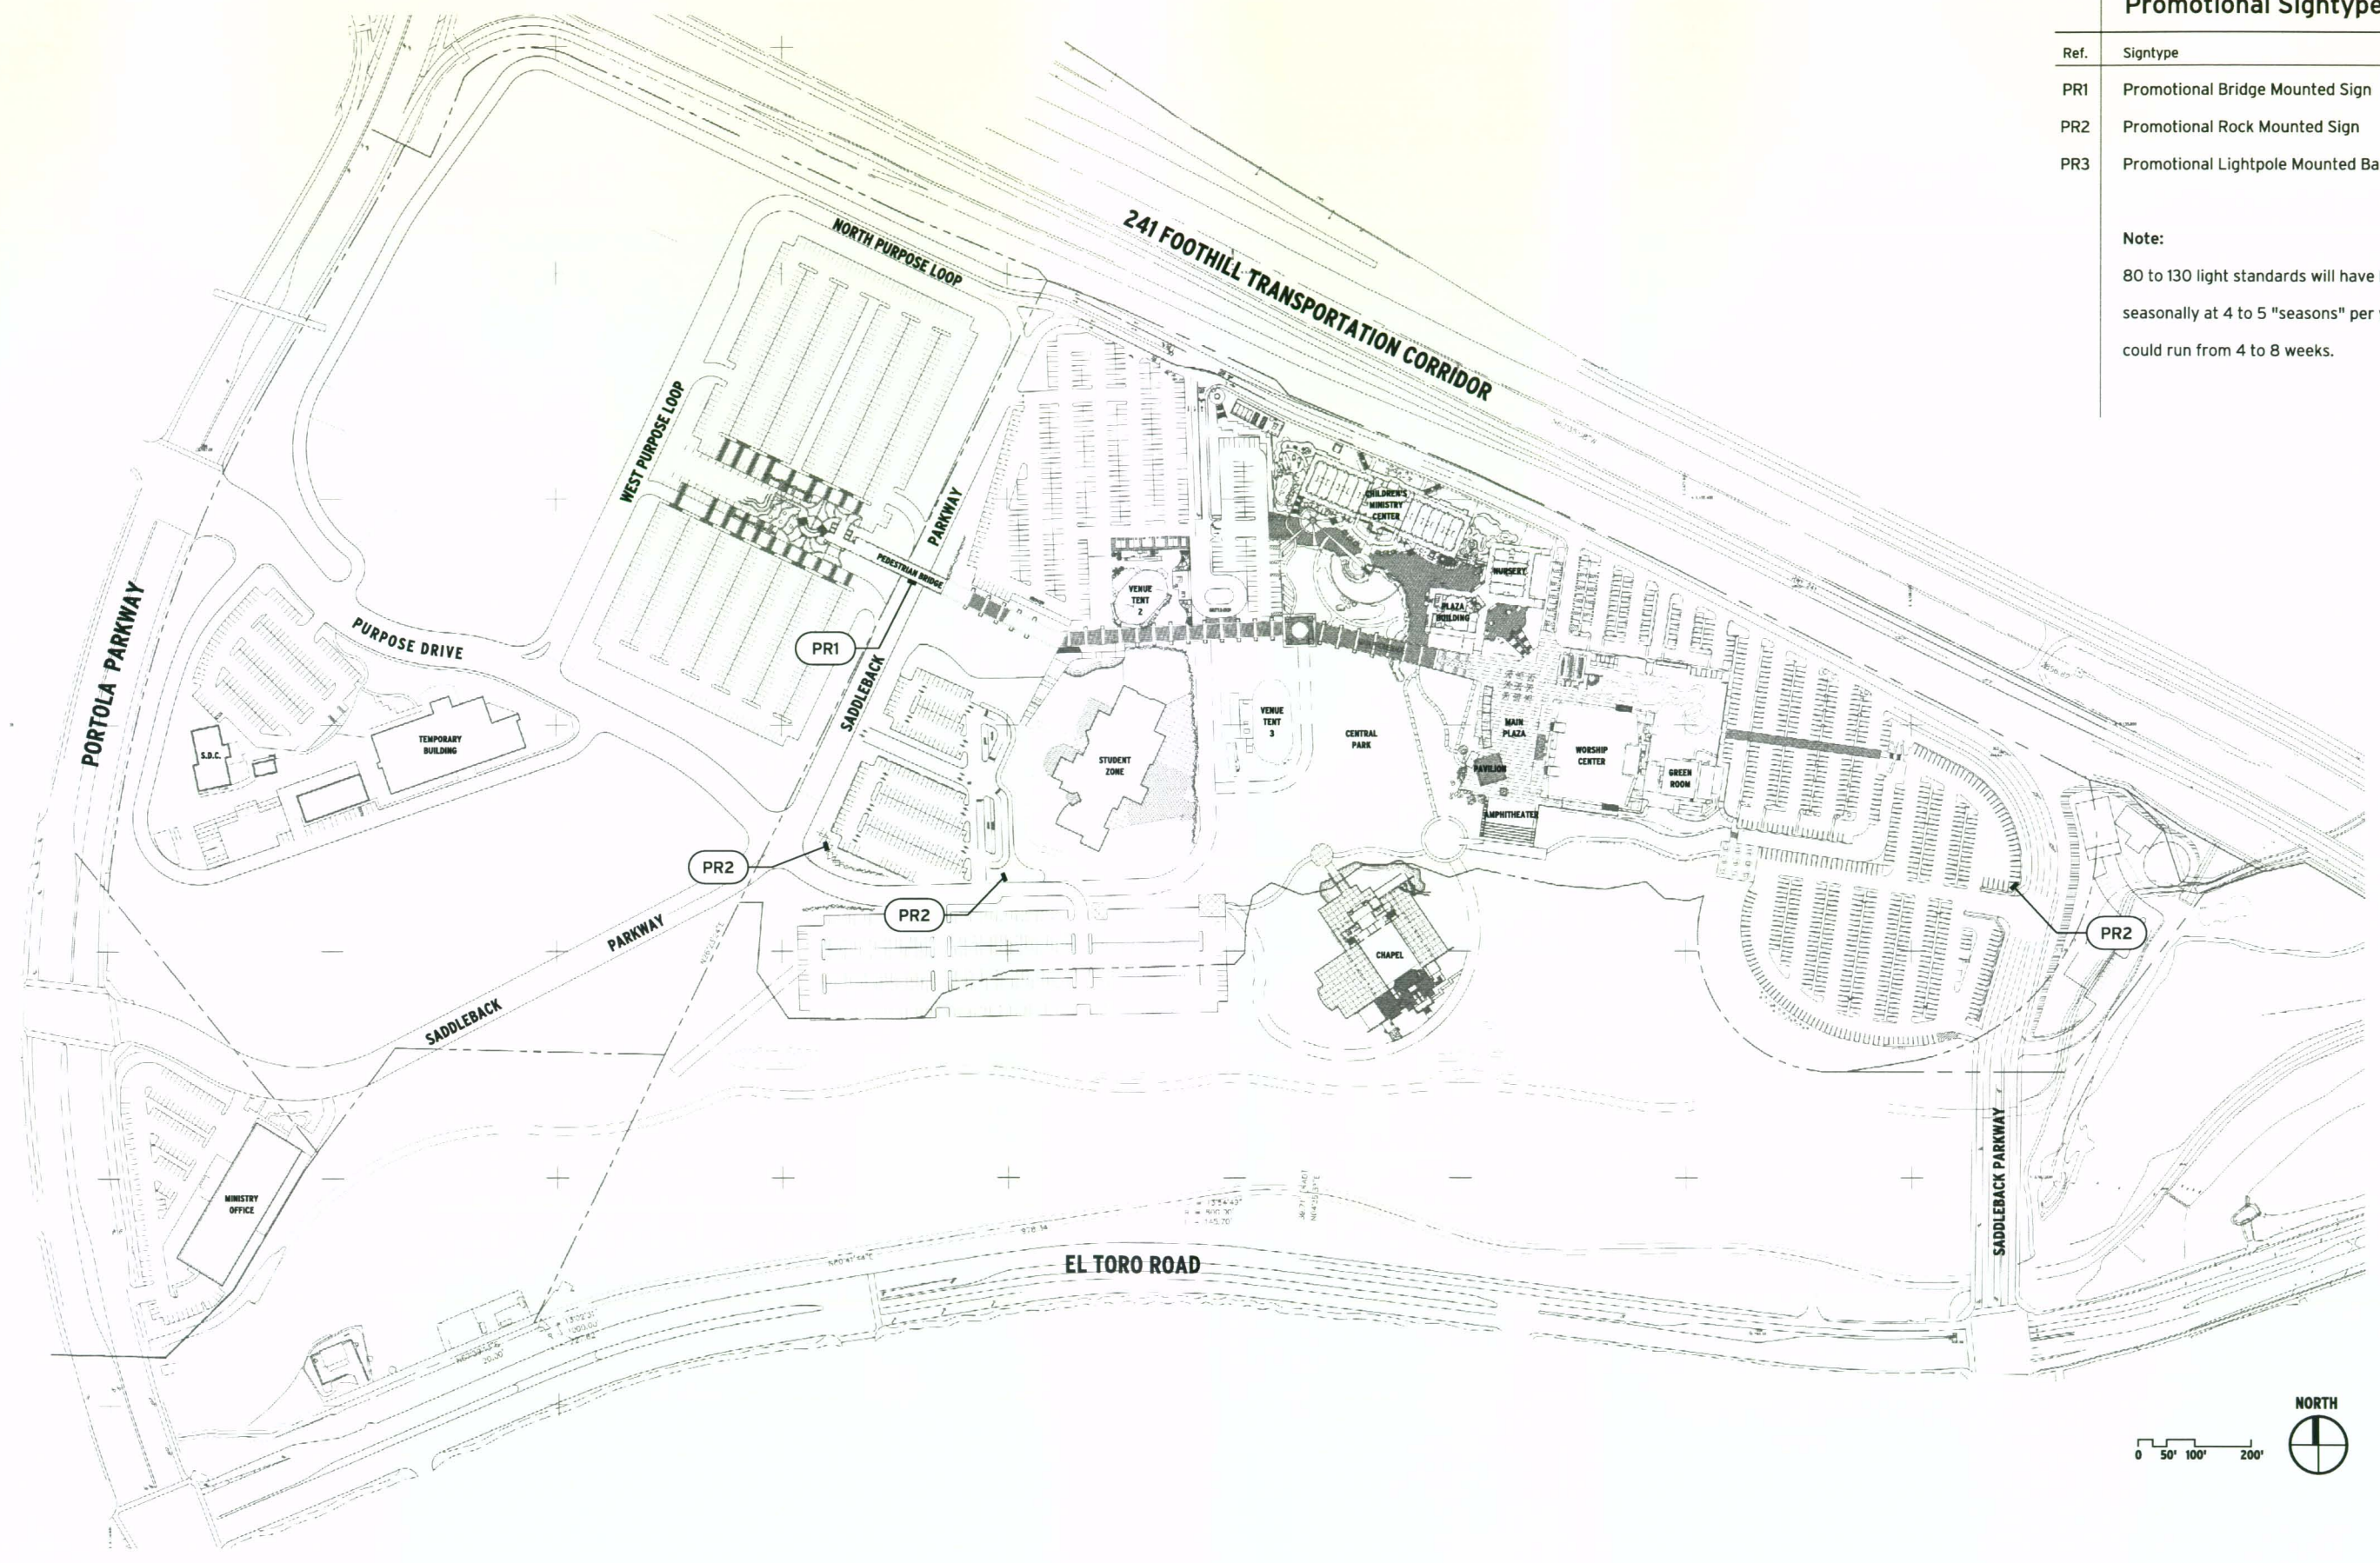 Promotional Signtype
Ref. Signtype
PR1 Promotional Bridge Mounted Sign
PR2 Promotional Rock Mounted Sign
PR3 Promotional Lightpole Mounted Ba
Note:
80 to 130 light standards will have
seasonally at 4 to 5 "seasons" per
could run from 4 to 8 weeks.
241 FOOTHILL TRANSPORTATION CORRIDOR
NORTH PURPOSE LOOP
WEST PURPOSE LOOP
PARKWAY
PEDESTRIAN BRIDGE
SADDLEBACK
PR1
PORTOLA PARKWAY
PURPOSE DRIVE
S.D.C.
TEMPORARY
BUILDING
CHILDREN'S
MINISTRY
CENTER
NURSERY
PLAZA
BUILDING
VENUE
TENT
2
VENUE
TENT
3
STUDENT
ZONE
CENTRAL
PARK
MAIN
PLAZA
PAVILION
WORSHIP
CENTER
GREEN
ROOM
AMPHITHEATER
PR2
PR2
PR2
CHAPEL
PARKWAY
SADDLEBACK
MINISTRY
OFFICE
EL TORO ROAD
SADDLEBACK PARKWAY
928.14
NORTH
0 50' 100' 200'